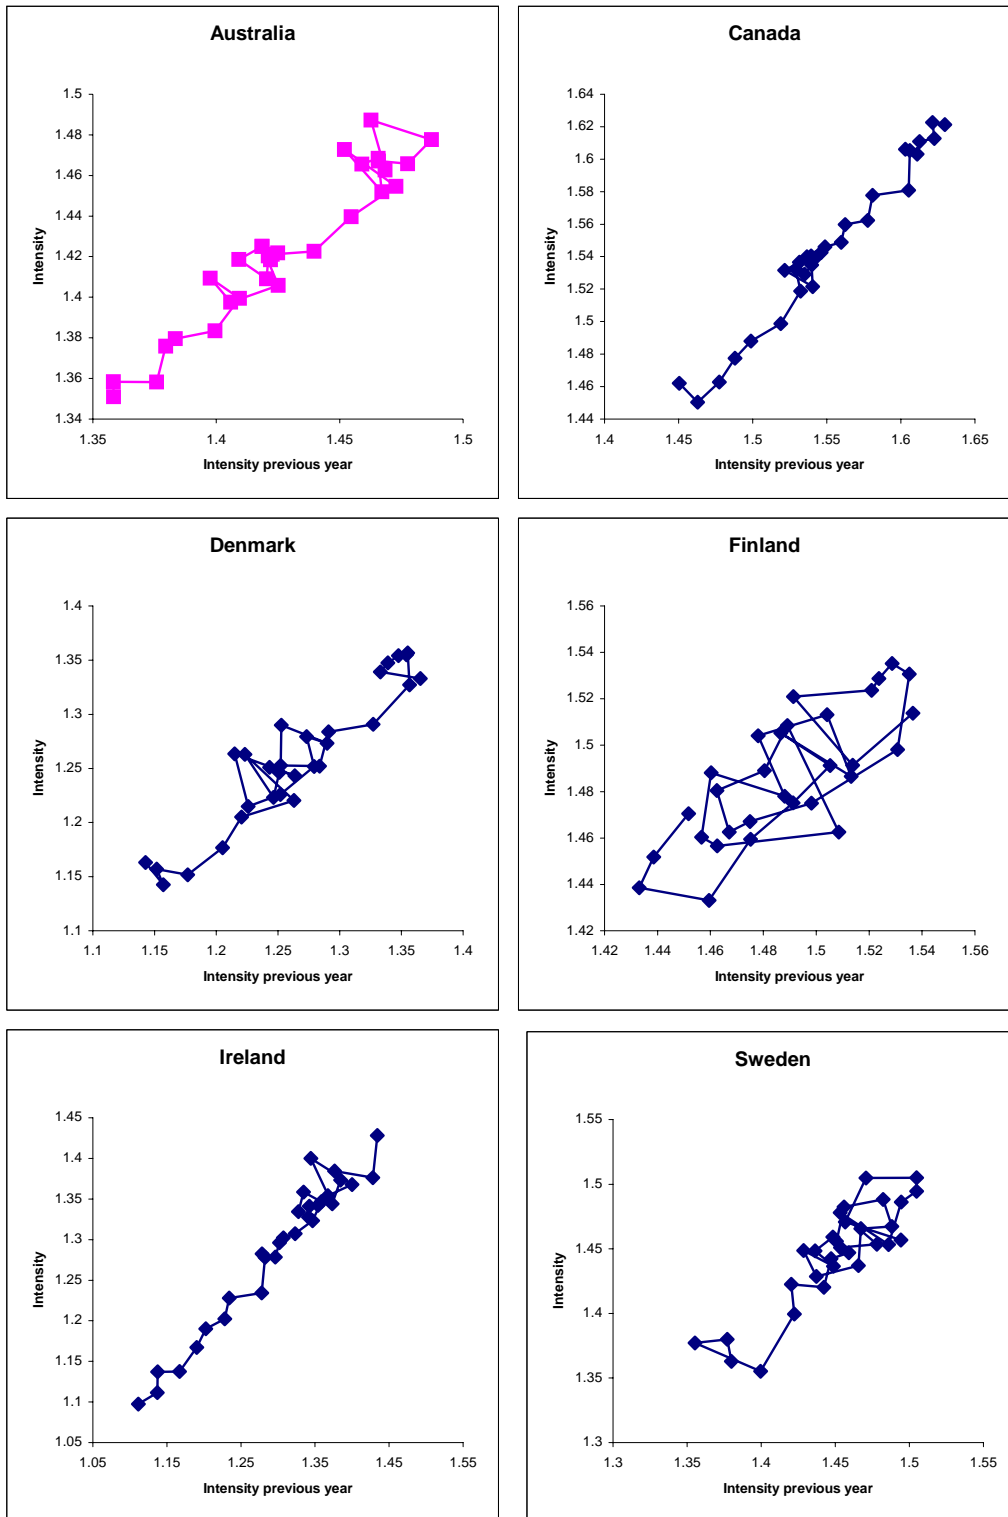 Australia
1.5
1.48
1.46
1.44
1.42
1.4
1.38
1.36
1.34
1.35 1.4 1.45 1.5
Intensity
Intensity previous year
Canada
1.64
1.62
1.6
1.58
1.56
1.54
1.52
1.5
1.48
1.46
1.44
1.4 1.45 1.5 1.55 1.6 1.65
Intensity
Intensity previous year
Denmark
1.4
1.35
1.3
1.25
1.2
1.15
1.1
1.1 1.15 1.2 1.25 1.3 1.35 1.4
Intensity
Intensity previous year
Finland
1.56
1.54
1.52
1.5
1.48
1.46
1.44
1.42
1.42 1.44 1.46 1.48 1.5 1.52 1.54 1.56
Intensity
Intensity previous year
Ireland
1.45
1.4
1.35
1.3
1.25
1.2
1.15
1.1
1.05
1.05 1.15 1.25 1.35 1.45 1.55
Intensity
Intensity previous year
Sweden
1.55
1.5
1.45
1.4
1.35
1.3
1.3 1.35 1.4 1.45 1.5 1.55
Intensity
Intensity previous year